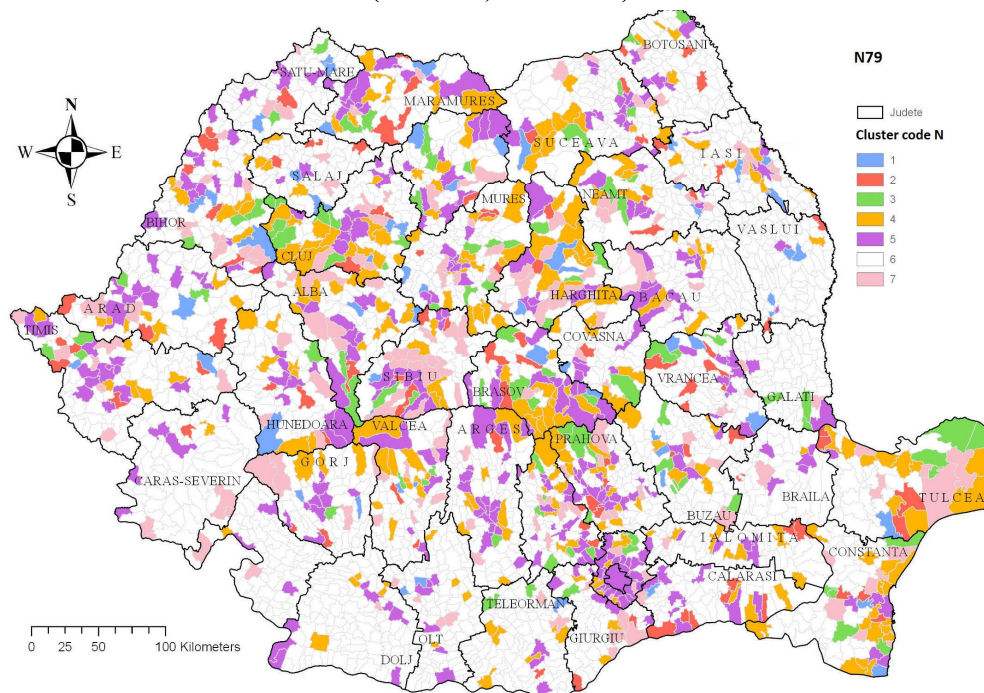 BOTOSANI
N79
SATU-MARE
MARAMURES
N
W E
S
Judete
Cluster code N
1
2
3
4
5
6
7
SUCEAVA
IASI
SALAJ
MURES
NEAMT
BIHOR
VASLUI
CLUJ
ALBA
HARGHITA
BACAU
ARAD
TIMIS
COVASNA
SIBIU
BRASOV
VRANCEA
GALATI
HUNEDOARA
VALCEA
ARGES
PRAHOVA
GORJ
CARAS-SEVERIN
BRAILA
TULCEA
BUZAU
IALOMITA
CONSTANTA
CALARASI
TELEORMAN
OLT
GIURGIU
DOLJ
0 25 50 100 Kilometers